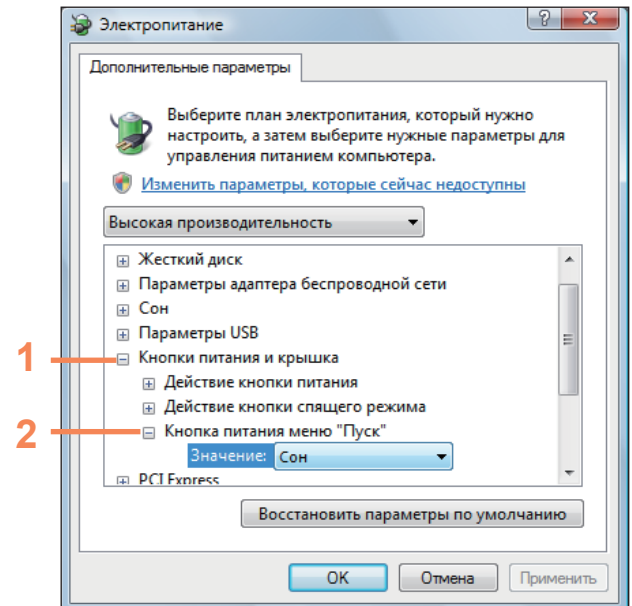 Электропитание
Дополнительные параметры
Выберите план электропитания, который нужно
настроить, а затем выберите нужные параметры для
управления питанием компьютера.
Изменить параметры, которые сейчас недоступны
Высокая производительность
Жесткий диск
Параметры адаптера беспроводной сети
Сон
Параметры USB
1 Кнопки питания и крышка
Действие кнопки питания
Действие кнопки спящего режима
2 Кнопка питания меню "Пуск"
Значение: Сон
PCI Express
Восстановить параметры по умолчанию
OK Отмена Применить